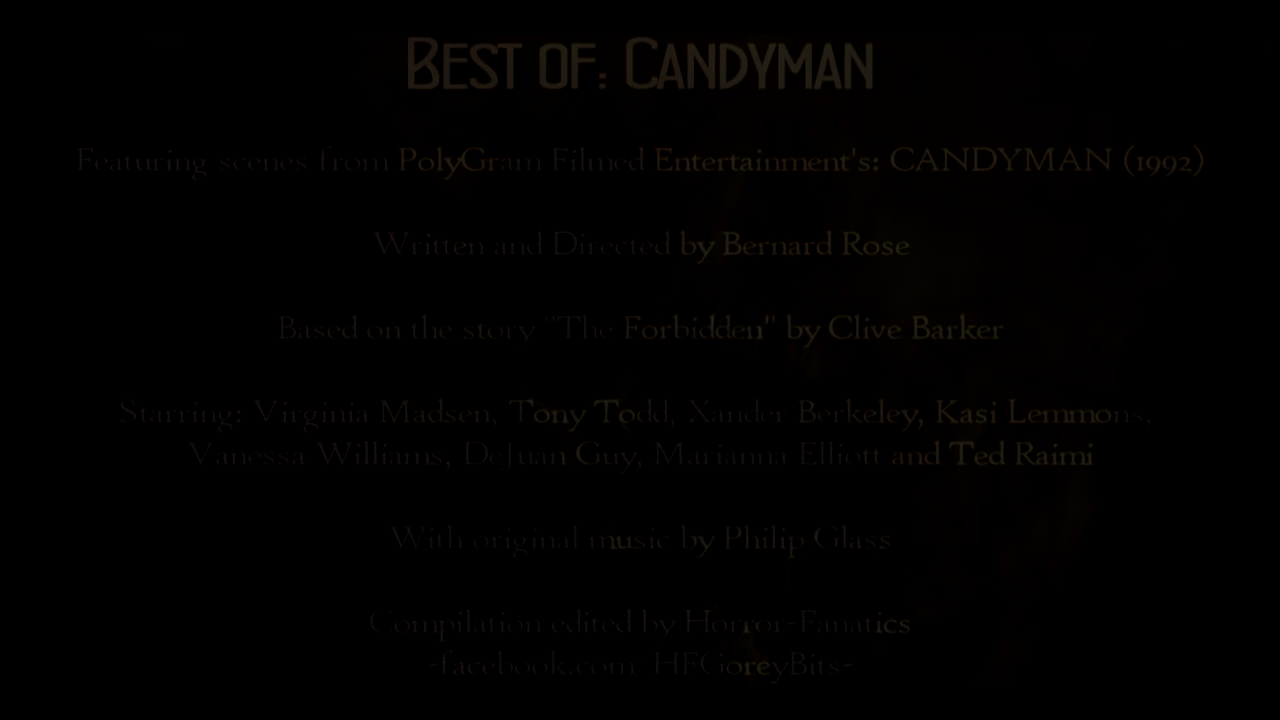 BEST OF: CANDYMAN
Featuring scenes from PolyGram Filmed Entertainment's: CANDYMAN (1992)
Written and Directed by Bernard Rose
Based on the story "The Forbidden" by Clive Barker
Starring: Virginia Madsen, Tony Todd, Xander Berkeley, Kasi Lemmons,
Vanessa Williams, DeJuan Guy, Marianna Elliott and Ted Raimi
With original music by Philip Glass
Compilation edited by Horror-Fanatics
-facebook.com/HFGoreyBits-